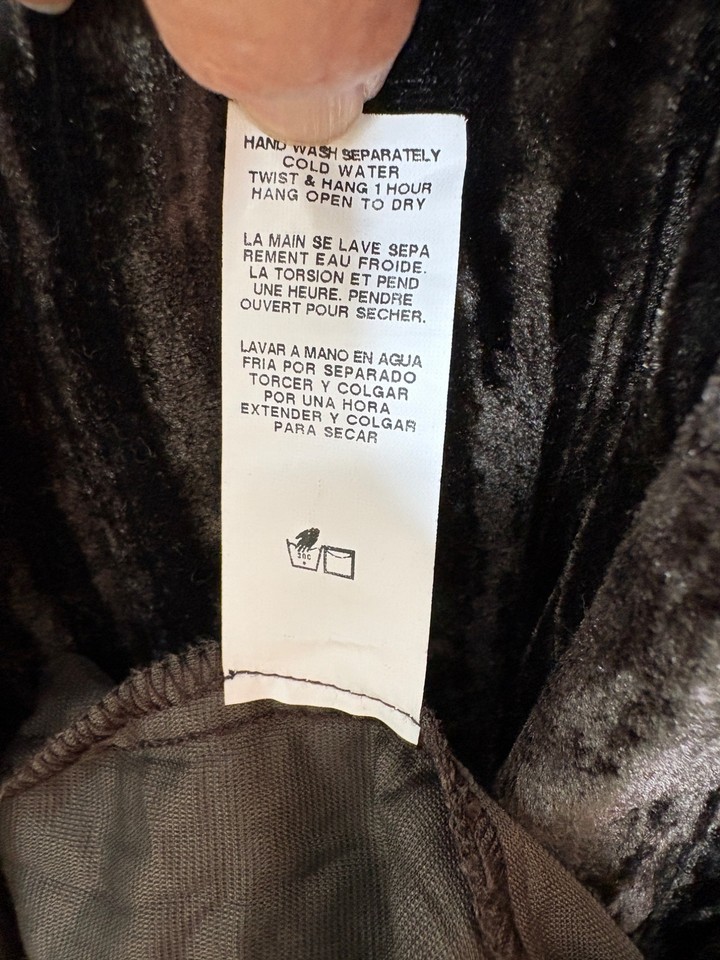 HAND WASH SEPARATELY
COLD WATER
TWIST & HANG 1 HOUR
HANG OPEN TO DRY
LA MAIN SE LAVE SEPA
REMENT EAU FROIDE.
LA TORSION ET PEND
UNE HEURE. PENDRE
OUVERT POUR SECHER.
LAVAR A MANO EN AGUA
FRIA POR SEPARADO
TORCER Y COLGAR
POR UNA HORA
EXTENDER Y COLGAR
PARA SECAR